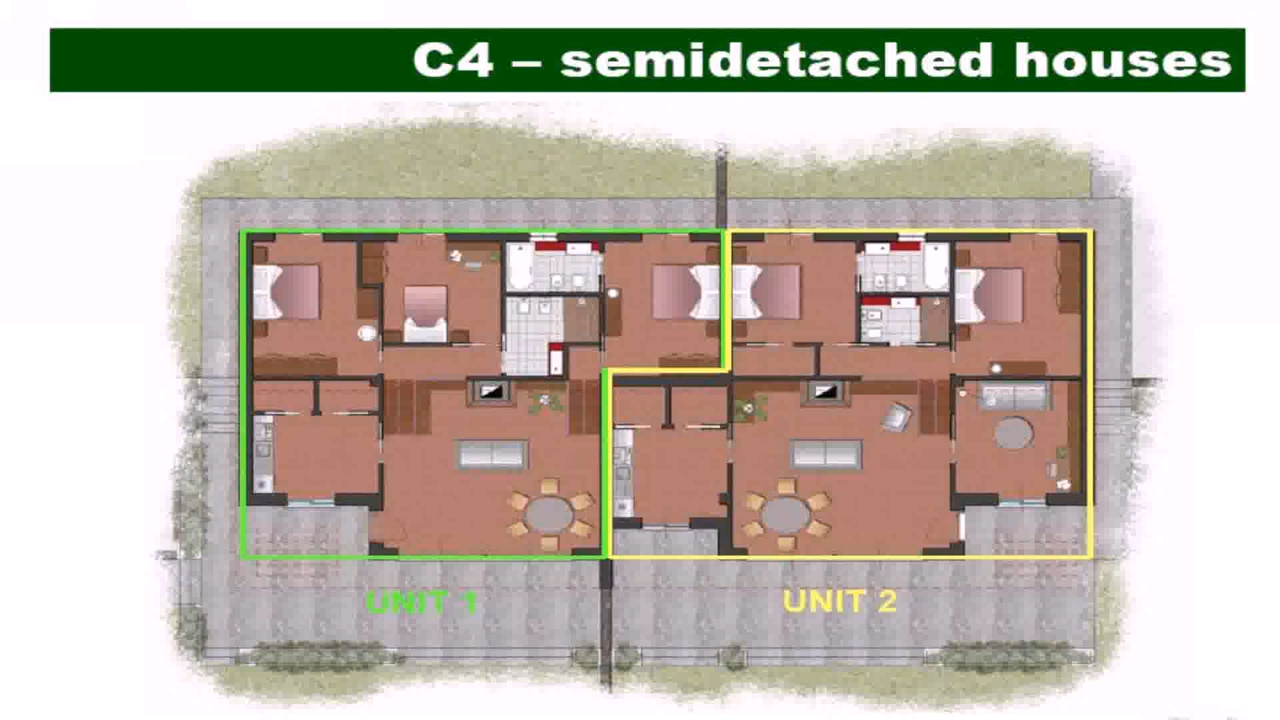 C4 – semidetached houses
UNIT 1
UNIT 2